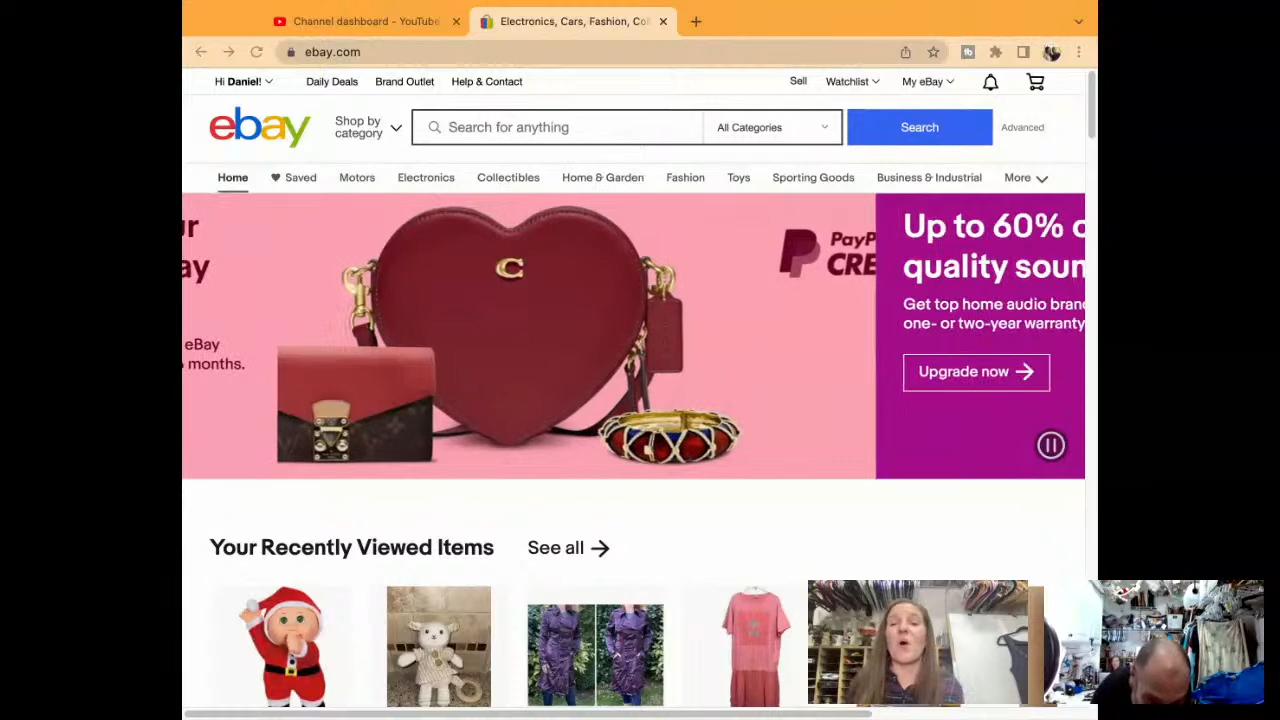 Channel dashboard - YouTube
Electronics, Cars, Fashion, Col
ebay.com
Hi Daniel!
Daily Deals
Brand Outlet
Help & Contact
Sell
Watchlist
My eBay
ebay
Shop by
category
Search for anything
All Categories
Search
Advanced
Home
Saved
Motors
Electronics
Collectibles
Home & Garden
Fashion
Toys
Sporting Goods
Business & Industrial
More
ur
ay
eBay
months.
C
PayP
CRE
Up to 60% o
quality soun
Get top home audio bran
one- or two-year warranty
Upgrade now
Your Recently Viewed Items
See all